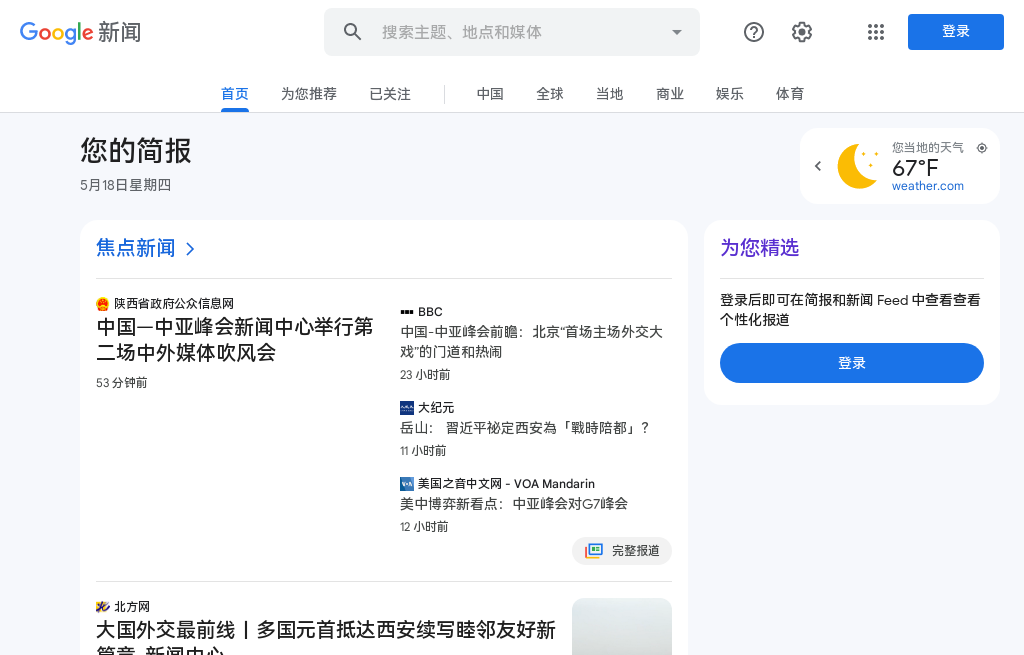 Google 新闻
搜索主题、地点和媒体
登录
首页
为您推荐
已关注
中国
全球
当地
商业
娱乐
体育
您的简报
5月18日星期四
您当地的天气
67°F
weather.com
焦点新闻
陕西省政府公众信息网
中国—中亚峰会新闻中心举行第
二场中外媒体吹风会
53 分钟前
BBC
中国-中亚峰会前瞻：北京“首场主场外交大
戏”的门道和热闹
23 小时前
大纪元
岳山： 習近平祕定西安為「戰時陪都」？
11 小时前
美国之音中文网 - VOA Mandarin
美中博弈新看点：中亚峰会对G7峰会
12 小时前
完整报道
北方网
大国外交最前线丨多国元首抵达西安续写睦邻友好新
篇章-新闻中心
为您精选
登录后即可在简报和新闻 Feed 中查看查看
个性化报道
登录